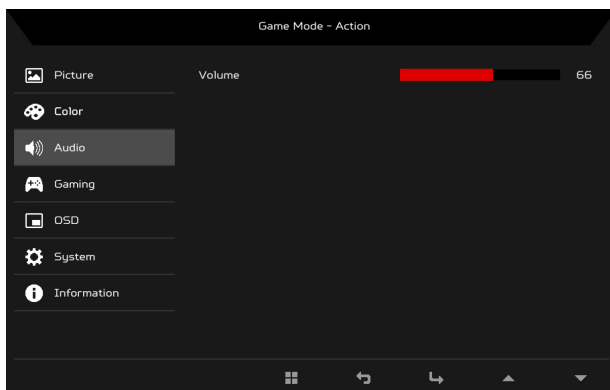 Game Mode - Action
Picture
Volume
66
Color
Audio
Gaming
OSD
System
Information